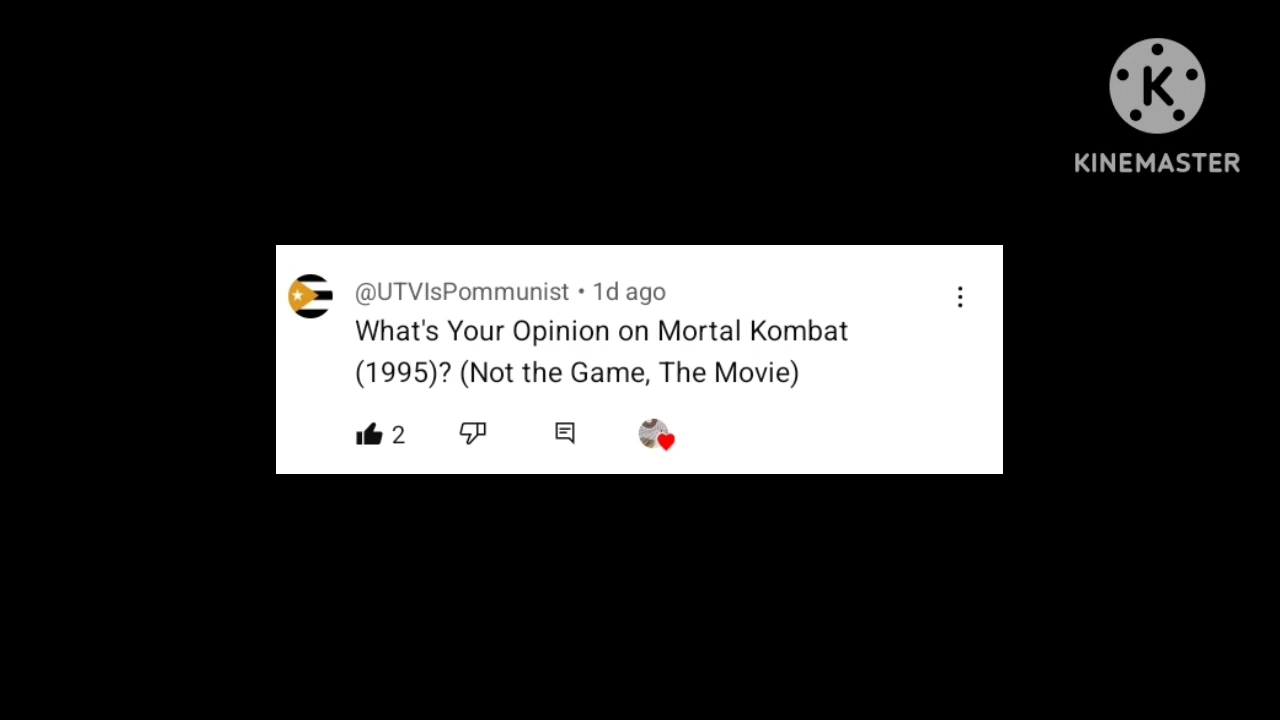 K
KINEMASTER
@UTVIsPommunist • 1d ago
What's Your Opinion on Mortal Kombat
(1995)? (Not the Game, The Movie)
2